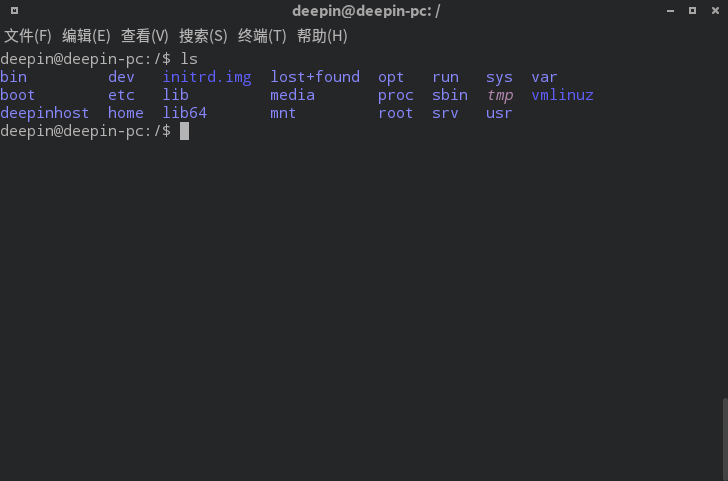 deepin@deepin-pc: /
文件(F) 编辑(E) 查看(V) 搜索(S) 终端(T) 帮助(H)
deepin@deepin-pc:/$ ls
bin         dev   initrd.img  lost+found  opt   run   sys  var
boot        etc   lib         media       proc  sbin  tmp  vmlinuz
deepinhost  home  lib64       mnt         root  srv   usr
deepin@deepin-pc:/$